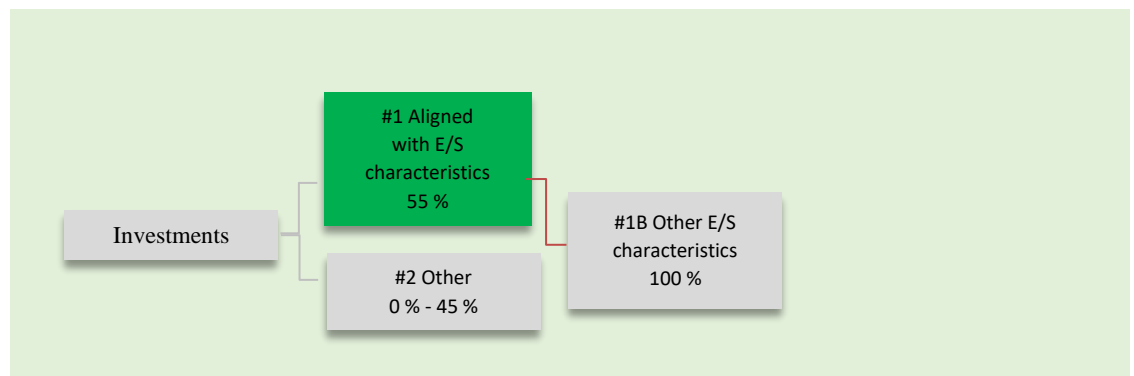 #1 Aligned
with E/S
characteristics
55 %
#1B Other E/S
characteristics
100 %
Investments
#2 Other
0 % - 45 %